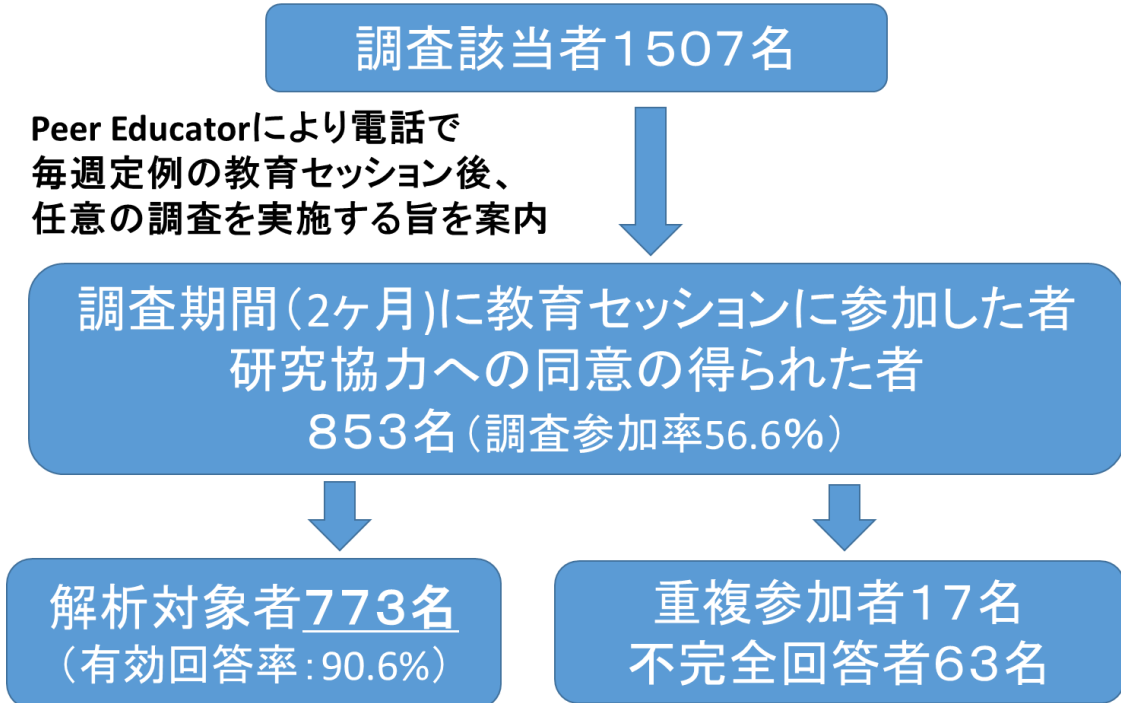 調査該当者１５０７名
Peer Educatorにより電話で
毎週定例の教育セッション後、
任意の調査を実施する旨を案内
調査期間（2ヶ月)に教育セッションに参加した者
研究協力への同意の得られた者
８５３名（調査参加率56.6％）
解析対象者７７３名
（有効回答率：90.6%）
重複参加者１７名
不完全回答者６３名